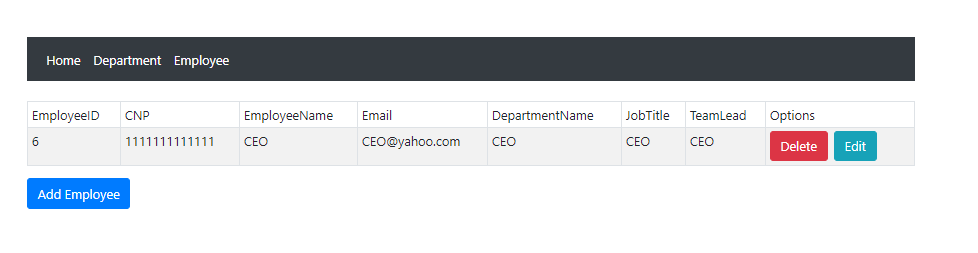 Home Department Employee
EmployeeID CNP EmployeeName Email DepartmentName JobTitle TeamLead Options
6 1111111111111 CEO CEO@yahoo.com CEO CEO CEO Delete Edit
Add Employee